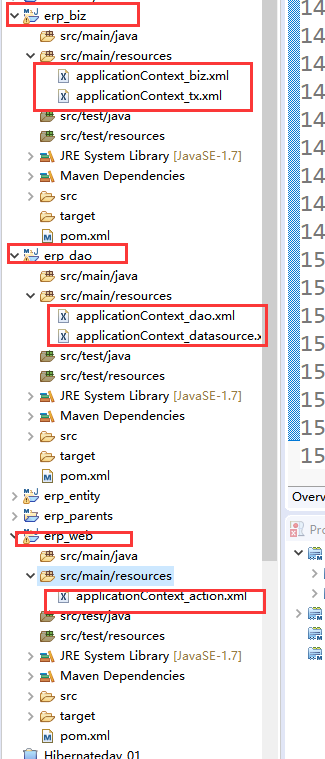 erp_biz
src/main/java
src/main/resources
applicationContext_biz.xml
applicationContext_tx.xml
src/test/java
src/test/resources
JRE System Library [JavaSE-1.7]
Maven Dependencies
src
target
pom.xml
erp_dao
src/main/java
src/main/resources
applicationContext_dao.xml
applicationContext_datasource.x
src/test/java
src/test/resources
JRE System Library [JavaSE-1.7]
Maven Dependencies
src
target
pom.xml
erp_entity
erp_parents
erp_web
src/main/java
src/main/resources
applicationContext_action.xml
src/test/java
src/test/resources
JRE System Library [JavaSE-1.7]
Maven Dependencies
src
target
pom.xml
Hibernateday_01
14
14
14
14
14
14
14
14
14
15
15
15
15
15
15
15
Overv
Pro